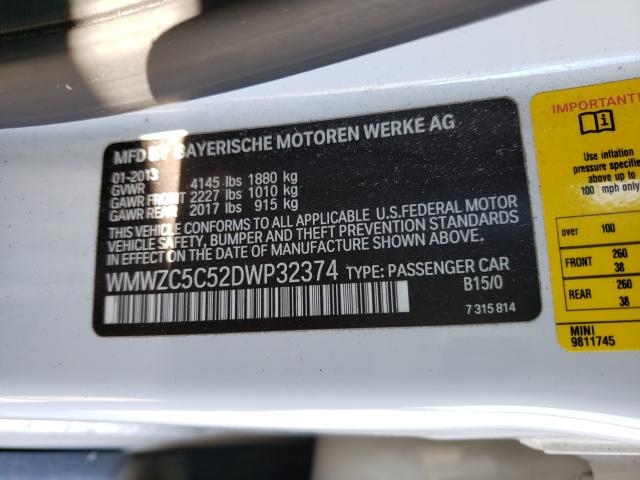 MFD BY BAYERISCHE MOTOREN WERKE AG
01-2013
GVWR 4145 lbs 1880 kg
GAWR FRONT 2227 lbs 1010 kg
GAWR REAR 2017 lbs 915 kg
THIS VEHICLE CONFORMS TO ALL APPLICABLE U.S.FEDERAL MOTOR
VEHICLE SAFETY, BUMPER AND THEFT PREVENTION STANDARDS
IN EFFECT ON THE DATE OF MANUFACTURE SHOWN ABOVE.
WMWZC5C52DWP32374 TYPE: PASSENGER CAR
B15/0
7 315 814
IMPORTANT!
i
Use inflation
pressure specified
above up to
100 mph only
over 100
FRONT 260
38
REAR 260
38
MINI
9811745